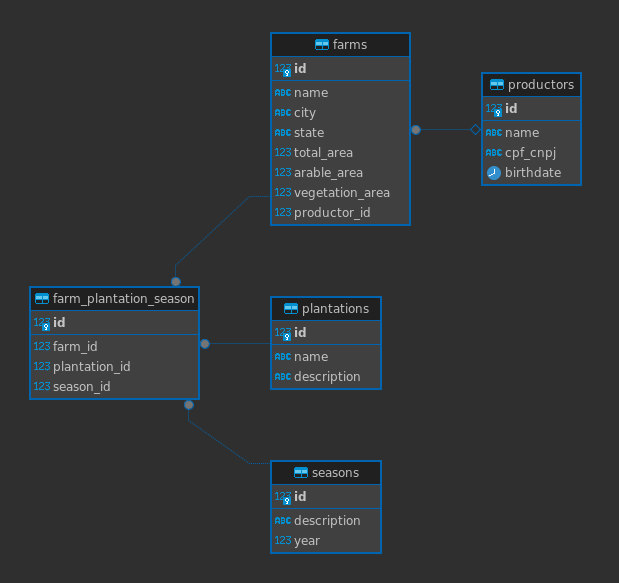 farms
123 id
ABC name
ABC city
ABC state
123 total_area
123 arable_area
123 vegetation_area
123 productor_id
productors
123 id
ABC name
ABC cpf_cnpj
birthdate
farm_plantation_season
123 id
123 farm_id
123 plantation_id
123 season_id
plantations
123 id
ABC name
ABC description
seasons
123 id
ABC description
123 year